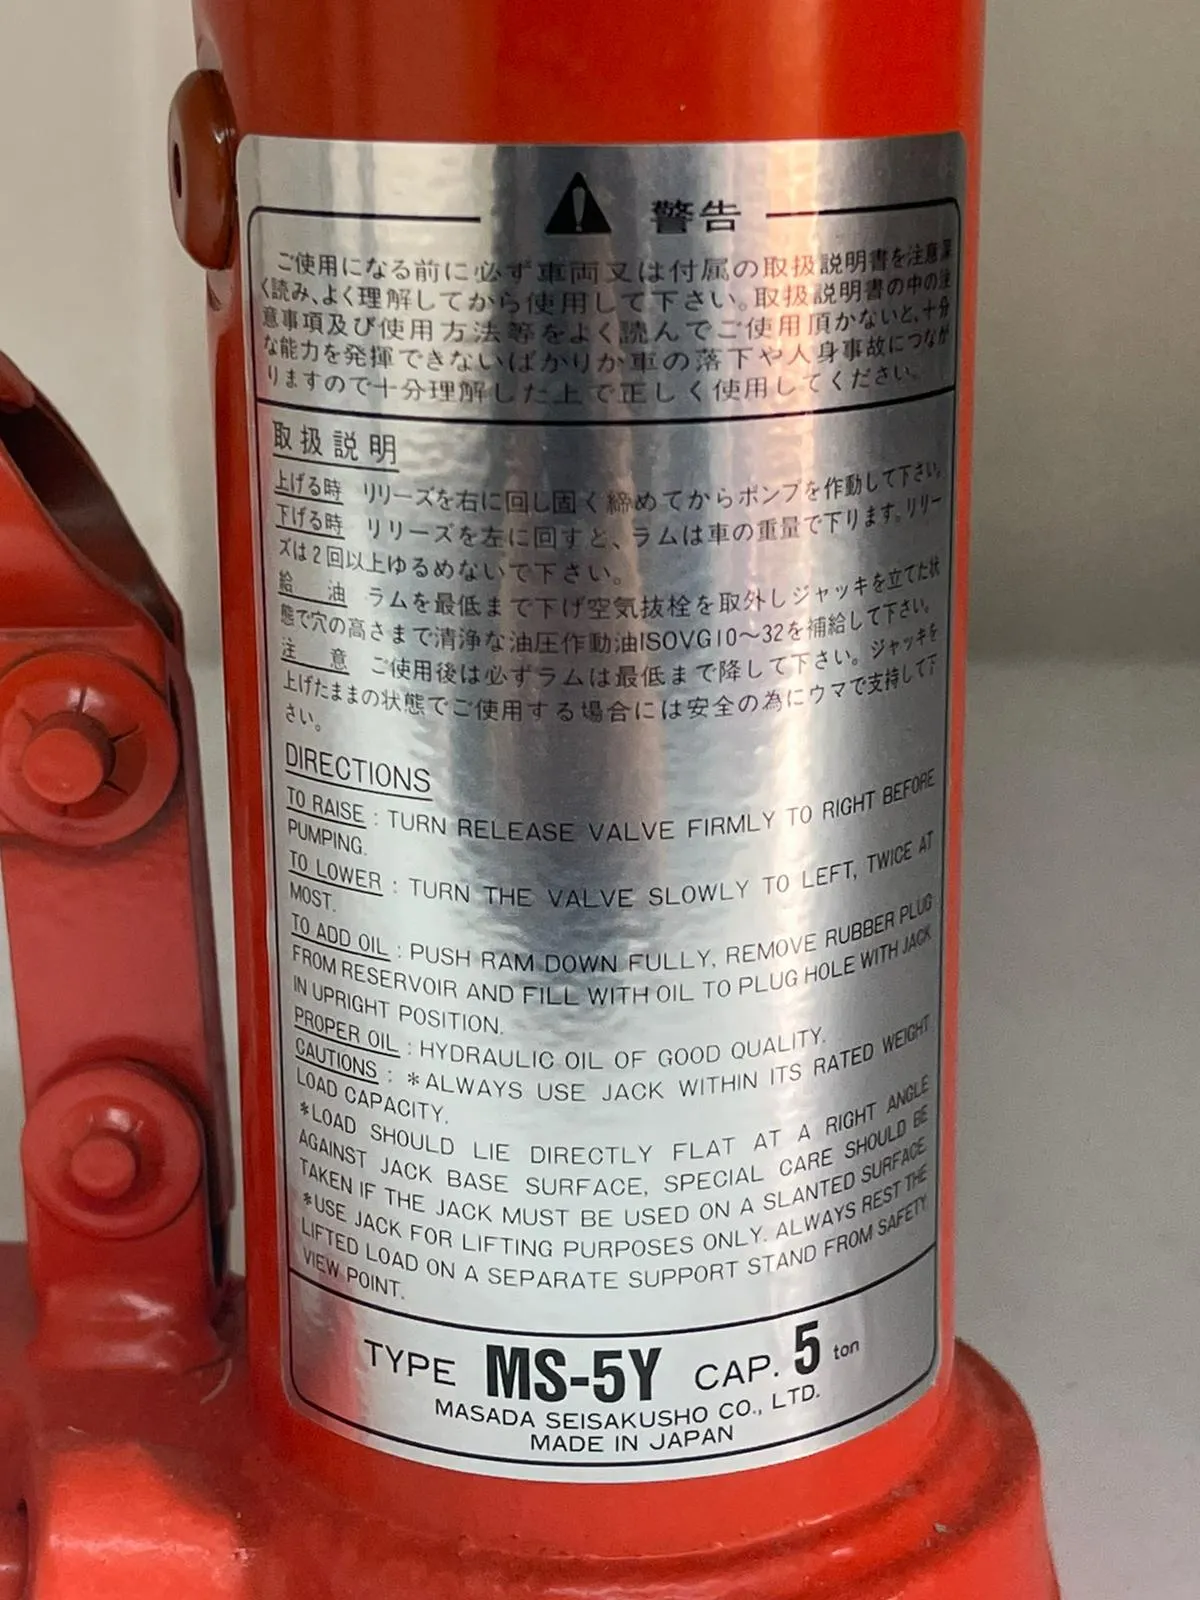 警告
ご使用になる前に必ず車両又は付属の取扱説明書を注意深
く読み、よく理解してから使用して下さい。取扱説明書の中の注
意事項及び使用方法等をよく読んでご使用頂かないと、十分
な能力を発揮できないばかりか車の落下や人身事故につなが
りますので十分理解した上で正しく使用してください。
取扱説明
上げる時 リリーズを右に回し固く締めてからポンプを作動して下さい。
下げる時 リリーズを左に回すと、ラムは車の重量で下ります。リリー
ズは2回以上ゆるめないで下さい。
給油 ラムを最低まで下げ空気抜栓を取外しジャッキを立てた状
態で穴の高さまで清浄な油圧作動油ISOVG10~32を補給して下さい。
注意 ご使用後は必ずラムは最低まで降して下さい。ジャッキを
上げたままの状態でご使用する場合には安全の為にウマで支持して下
さい。
DIRECTIONS
TO RAISE : TURN RELEASE VALVE FIRMLY TO RIGHT BEFORE
PUMPING.
TO LOWER : TURN THE VALVE SLOWLY TO LEFT, TWICE AT
MOST.
TO ADD OIL : PUSH RAM DOWN FULLY, REMOVE RUBBER PLUG
FROM RESERVOIR AND FILL WITH OIL TO PLUG HOLE WITH JACK
IN UPRIGHT POSITION.
PROPER OIL : HYDRAULIC OIL OF GOOD QUALITY.
CAUTIONS : *ALWAYS USE JACK WITHIN ITS RATED WEIGHT
LOAD CAPACITY.
*LOAD SHOULD LIE DIRECTLY FLAT AT A RIGHT ANGLE
AGAINST JACK BASE SURFACE, SPECIAL CARE SHOULD BE
TAKEN IF THE JACK MUST BE USED ON A SLANTED SURFACE.
*USE JACK FOR LIFTING PURPOSES ONLY. ALWAYS REST THE
LIFTED LOAD ON A SEPARATE SUPPORT STAND FROM SAFETY
VIEW POINT.
TYPE MS-5Y CAP. 5 ton
MASADA SEISAKUSHO CO., LTD.
MADE IN JAPAN